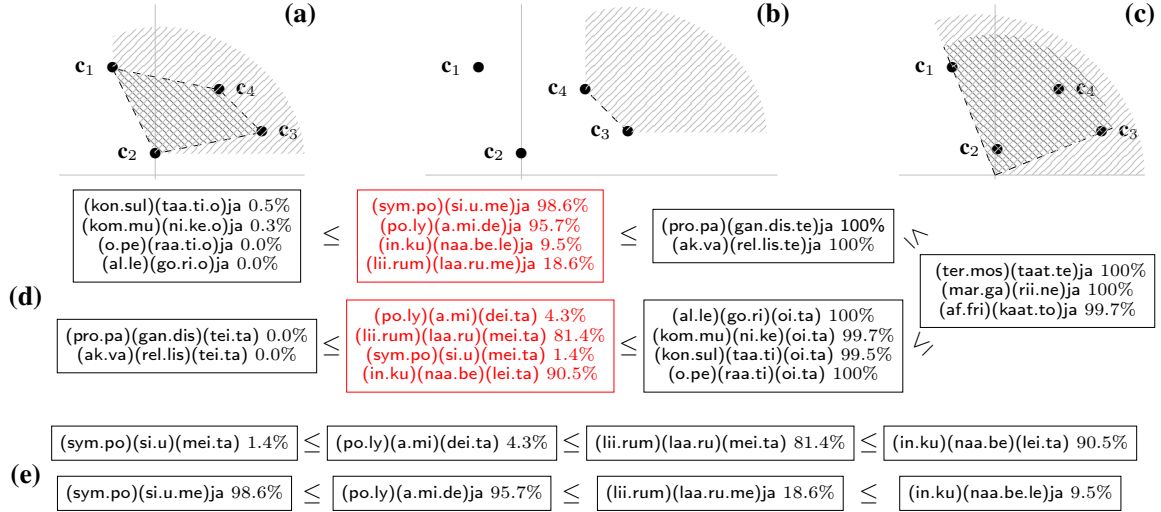 (a)
c1
c4
c3
c2
(b)
c1
c4
c3
c2
(c)
c1
c4
c3
c2
(kon.sul)(taa.ti.o)ja 0.5%
(kom.mu)(ni.ke.o)ja 0.3%
(o.pe)(raa.ti.o)ja 0.0%
(al.le)(go.ri.o)ja 0.0%
≤
(sym.po)(si.u.me)ja 98.6%
(po.ly)(a.mi.de)ja 95.7%
(in.ku)(naa.be.le)ja 9.5%
(lii.rum)(laa.ru.me)ja 18.6%
≤
(pro.pa)(gan.dis.te)ja 100%
(ak.va)(rel.lis.te)ja 100%
≤
(ter.mos)(taat.te)ja 100%
(mar.ga)(rii.ne)ja 100%
(af.fri)(kaat.to)ja 99.7%
(d)
(pro.pa)(gan.dis)(tei.ta) 0.0%
(ak.va)(rel.lis)(tei.ta) 0.0%
≤
(po.ly)(a.mi)(dei.ta) 4.3%
(lii.rum)(laa.ru)(mei.ta) 81.4%
(sym.po)(si.u)(mei.ta) 1.4%
(in.ku)(naa.be)(lei.ta) 90.5%
≤
(al.le)(go.ri)(oi.ta) 100%
(kom.mu)(ni.ke)(oi.ta) 99.7%
(kon.sul)(taa.ti)(oi.ta) 99.5%
(o.pe)(raa.ti)(oi.ta) 100%
≤
(e)
(sym.po)(si.u)(mei.ta) 1.4% ≤ (po.ly)(a.mi)(dei.ta) 4.3% ≤ (lii.rum)(laa.ru)(mei.ta) 81.4% ≤ (in.ku)(naa.be)(lei.ta) 90.5%
(sym.po)(si.u.me)ja 98.6% ≤ (po.ly)(a.mi.de)ja 95.7% ≤ (lii.rum)(laa.ru.me)ja 18.6% ≤ (in.ku)(naa.be.le)ja 9.5%